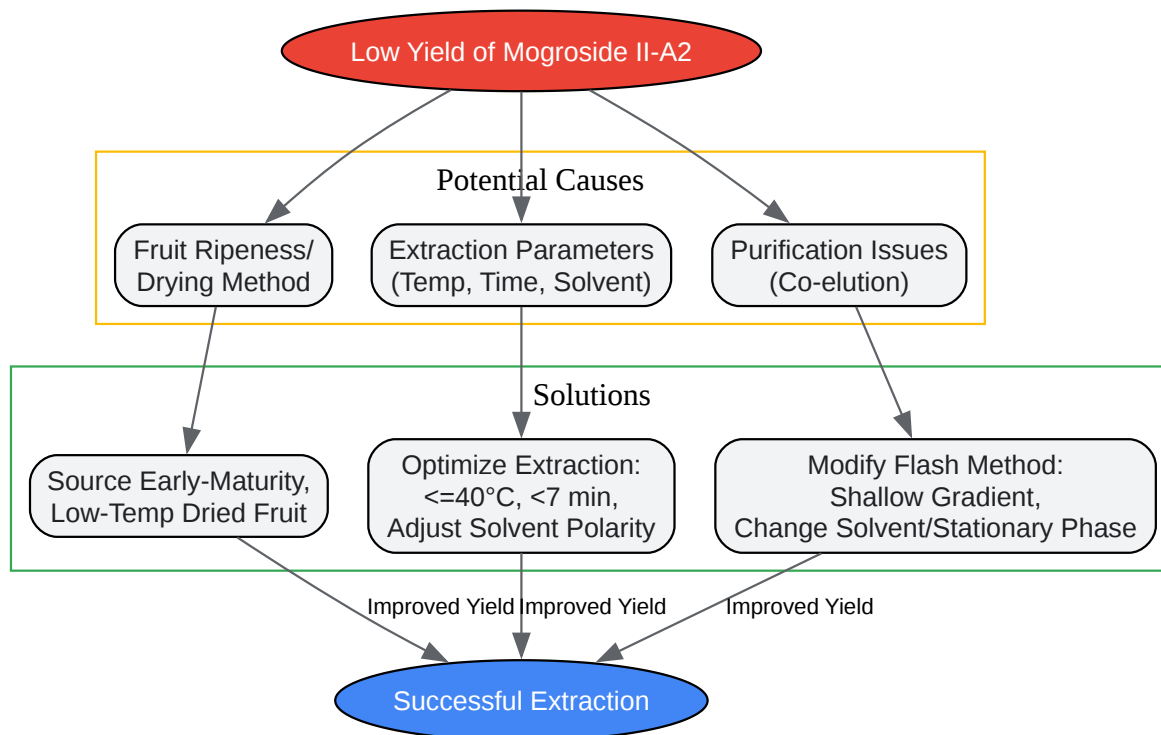 Low Yield of Mogroside II-A2
Potential Causes
Fruit Ripeness/
Drying Method
Extraction Parameters
(Temp, Time, Solvent)
Purification Issues
(Co-elution)
Solutions
Source Early-Maturity,
Low-Temp Dried Fruit
Optimize Extraction:
<=40°C, <7 min,
Adjust Solvent Polarity
Modify Flash Method:
Shallow Gradient,
Change Solvent/Stationary Phase
Improved Yield
Improved Yield
Improved Yield
Successful Extraction